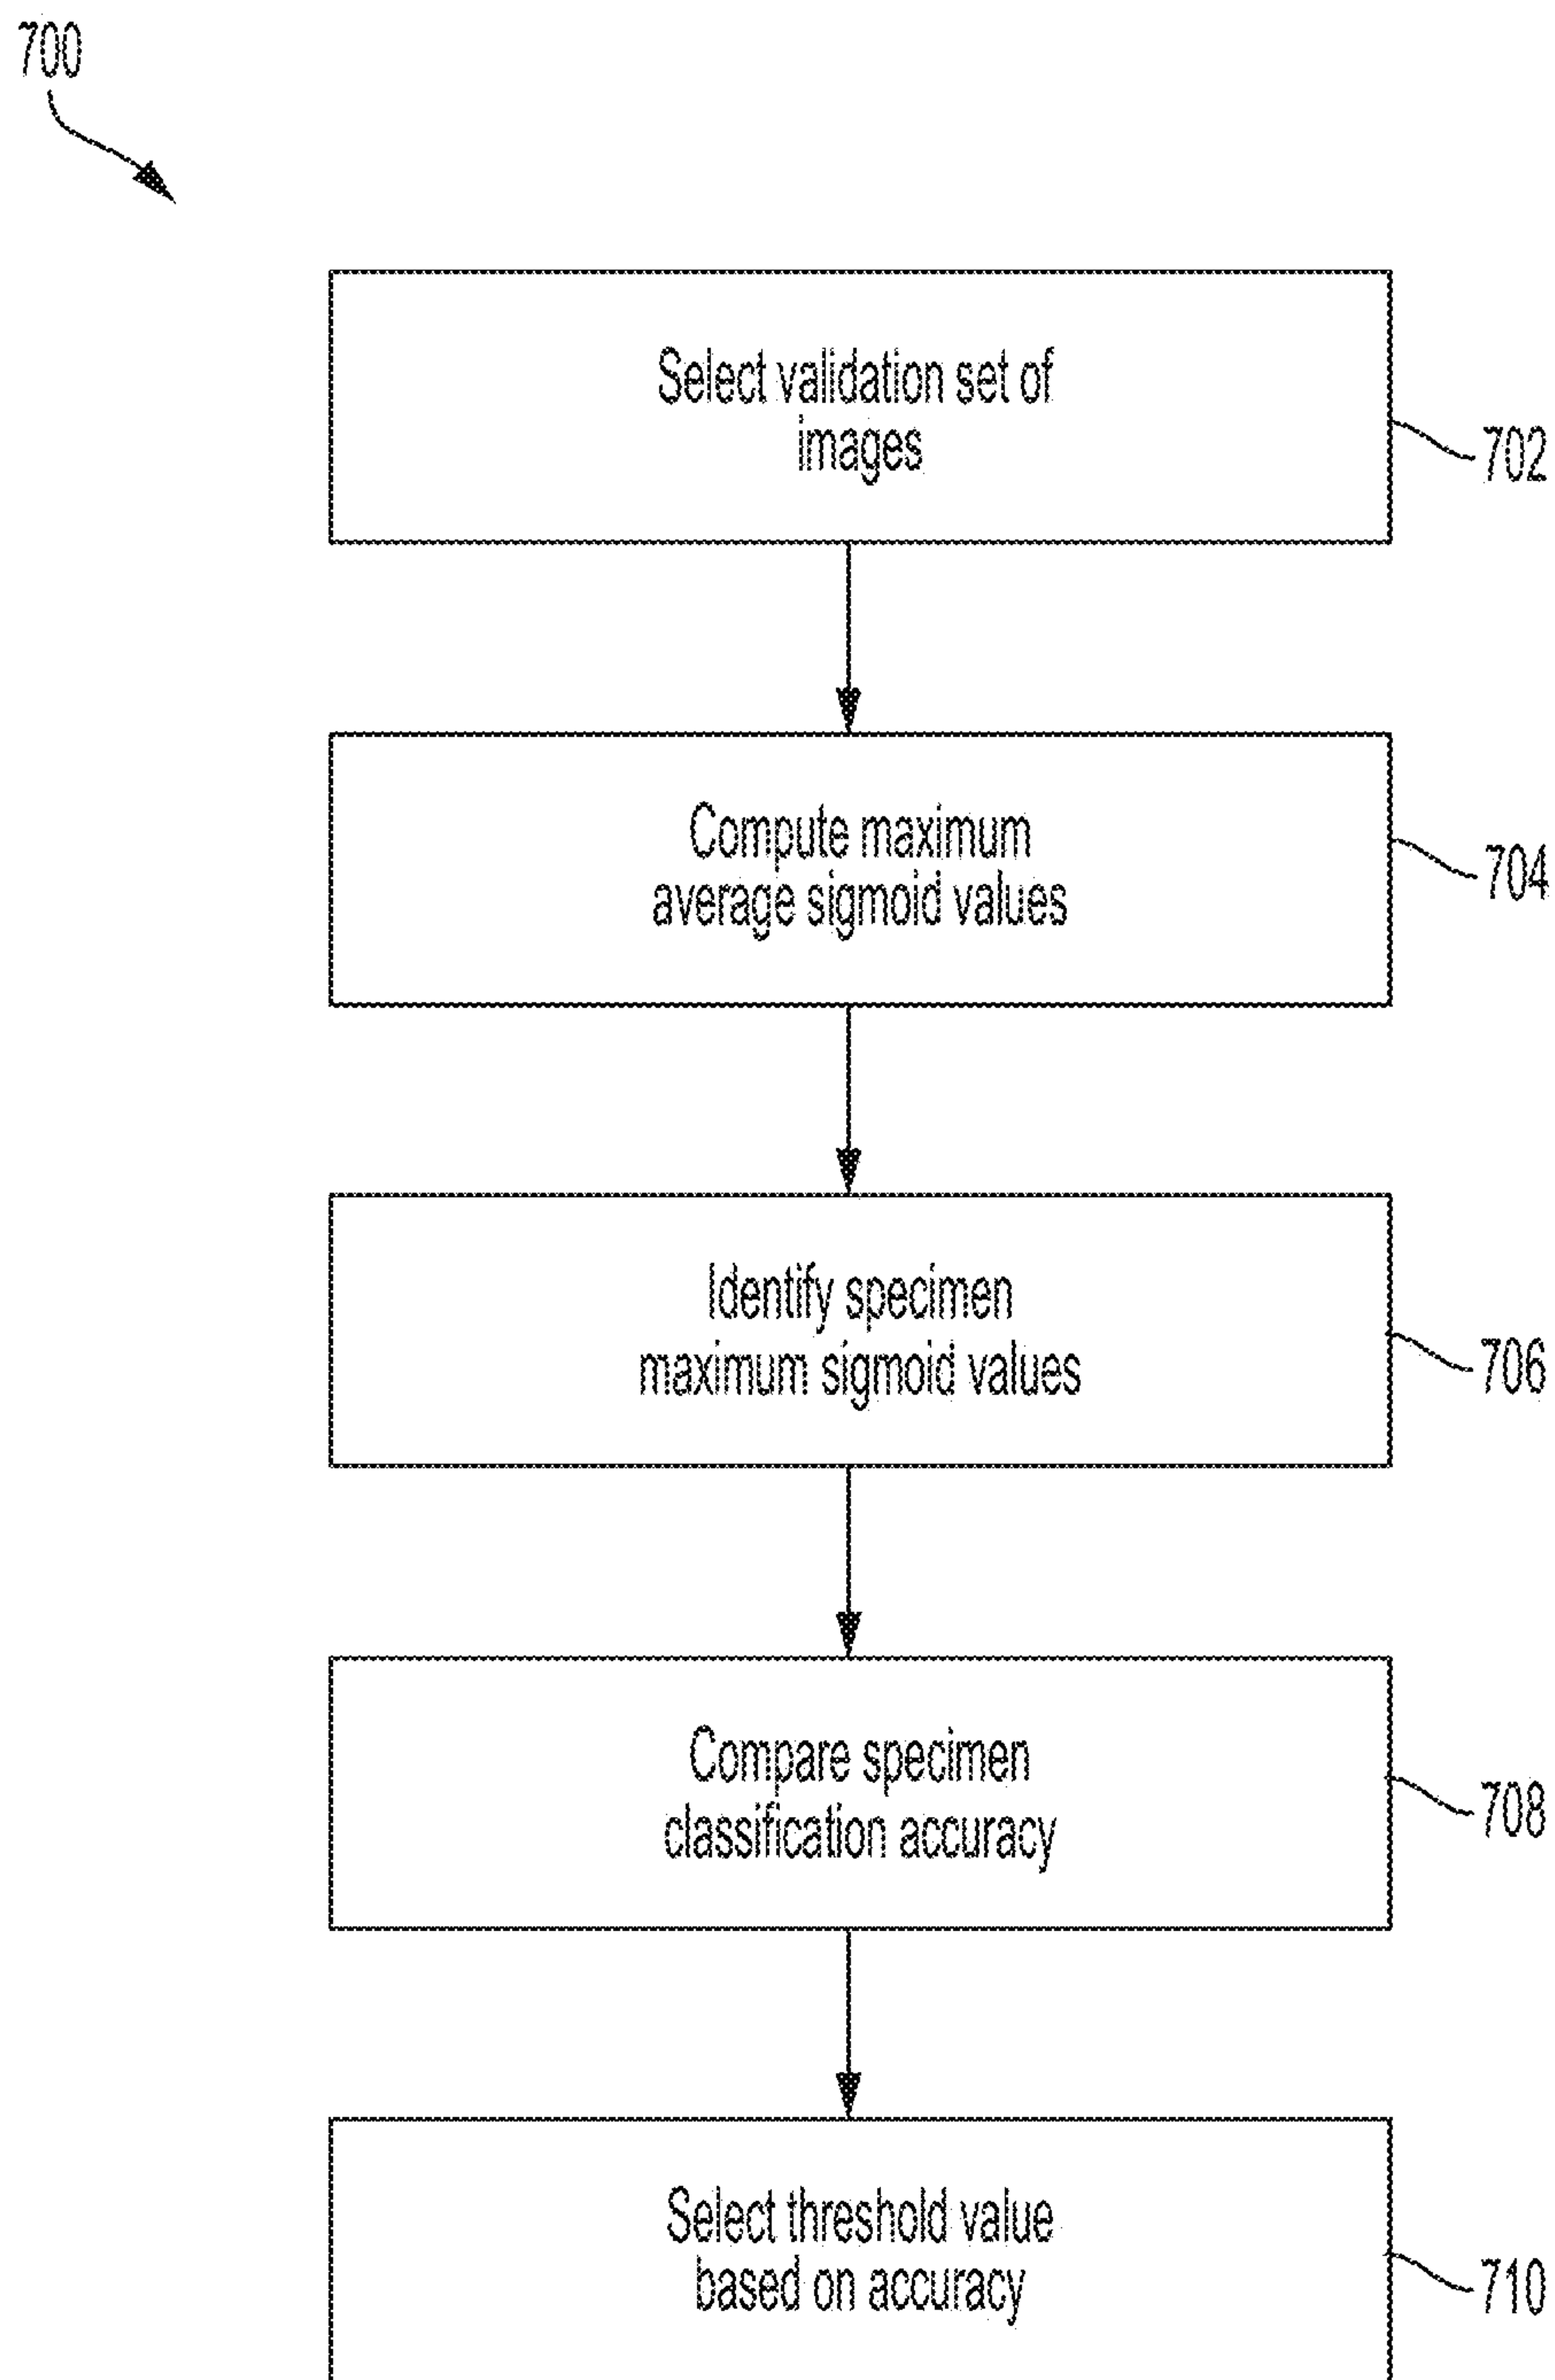 700
Select validation set of
images
702
Compute maximum
average sigmoid values
704
Identify specimen
maximum sigmoid values
706
Compare specimen
classification accuracy
708
Select threshold value
based on accuracy
710